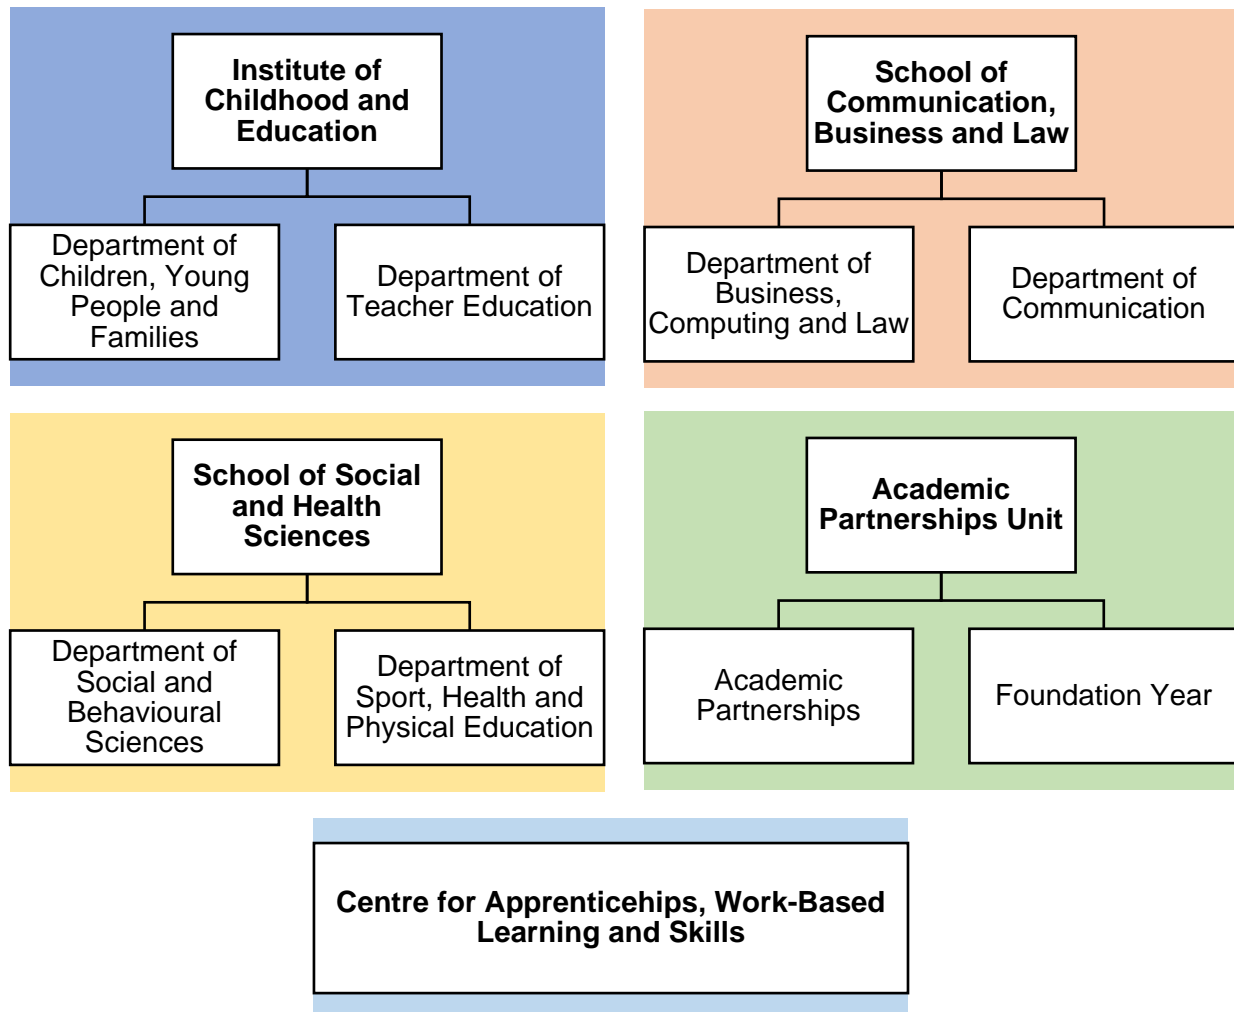 Institute of
Childhood and
Education
Department of
Children, Young
People and
Families
Department of
Teacher Education
School of
Communication,
Business and Law
Department of
Business,
Computing and Law
Department of
Communication
School of Social
and Health
Sciences
Department of
Social and
Behavioural
Sciences
Department of
Sport, Health and
Physical Education
Academic
Partnerships Unit
Academic
Partnerships
Foundation Year
Centre for Apprenticehips, Work-Based
Learning and Skills